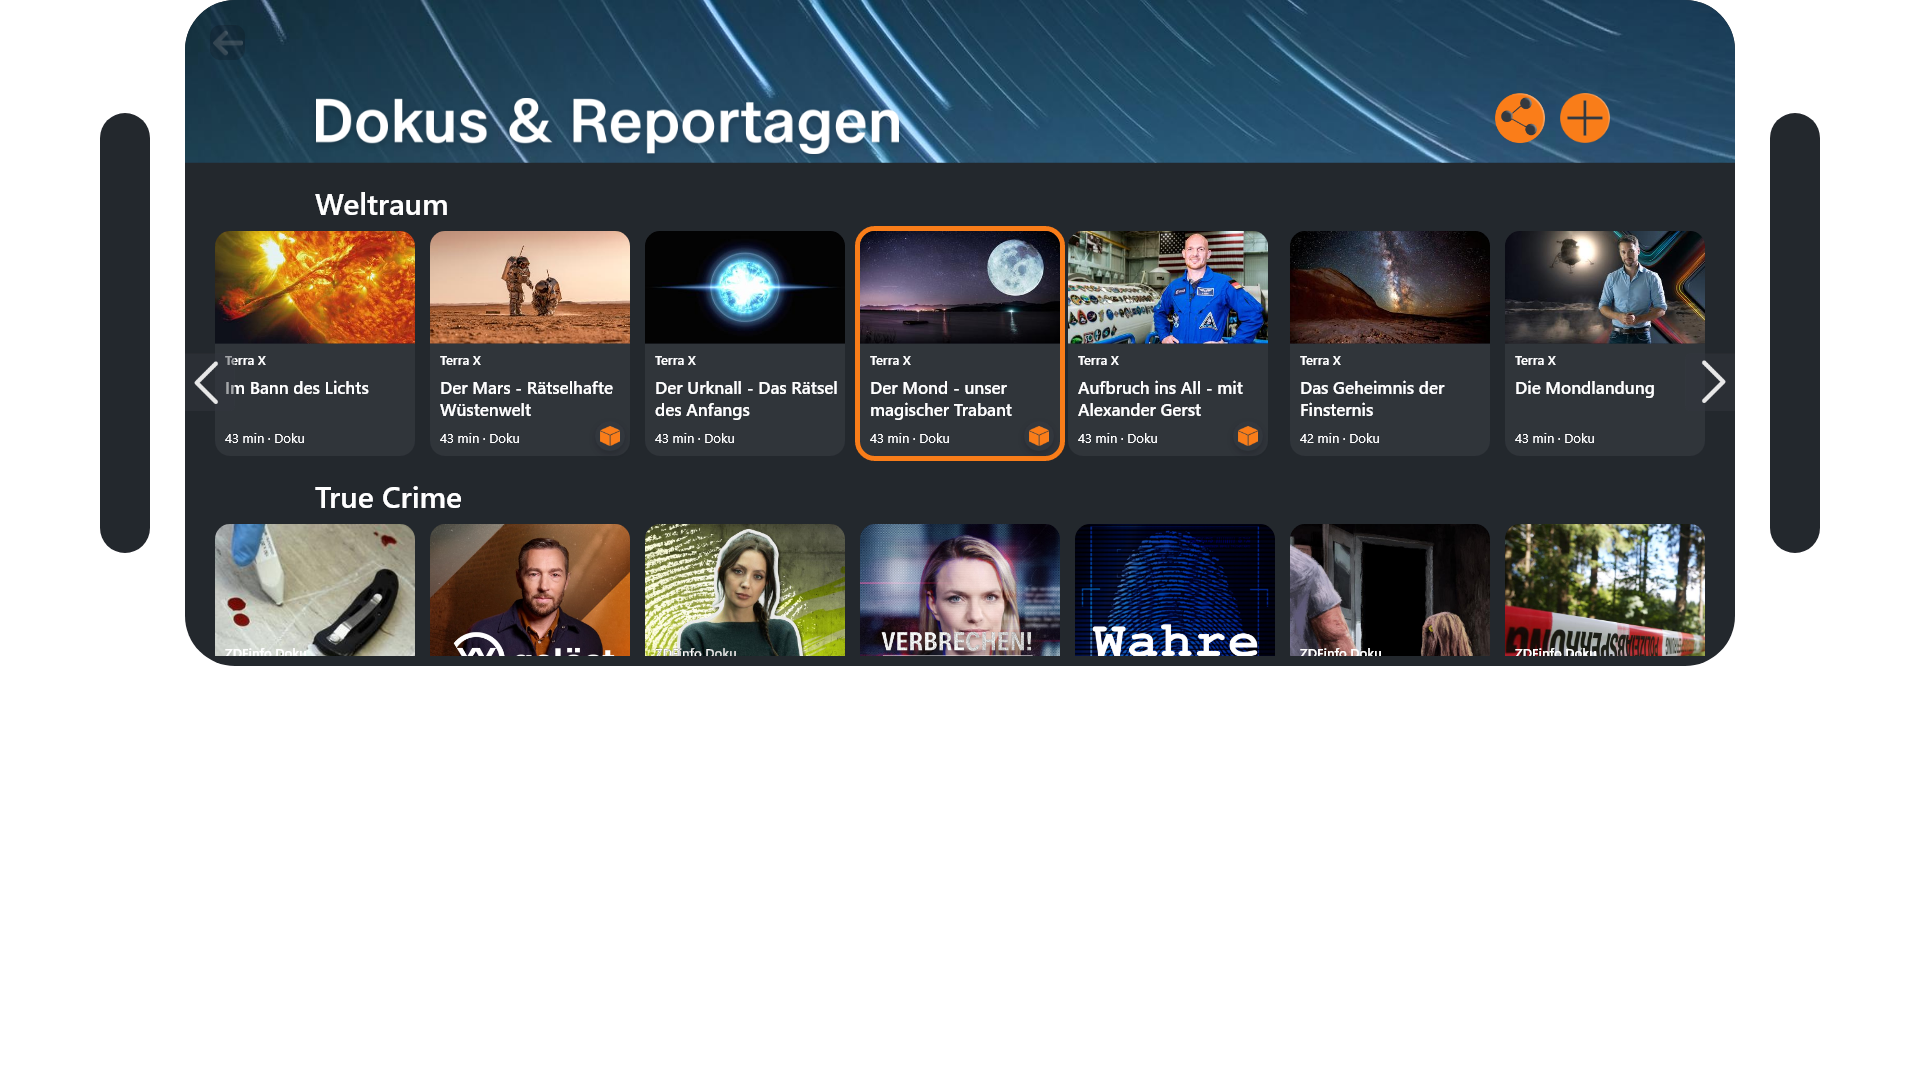 Dokus & Reportagen
Weltraum
Terra X
Im Bann des Lichts
43 min · Doku
Terra X
Der Mars - Rätselhafte
Wüstenwelt
43 min · Doku
Terra X
Der Urknall - Das Rätsel
des Anfangs
43 min · Doku
Terra X
Der Mond - unser
magischer Trabant
43 min · Doku
Terra X
Aufbruch ins All - mit
Alexander Gerst
43 min · Doku
Terra X
Das Geheimnis der
Finsternis
42 min · Doku
Terra X
Die Mondlandung
43 min · Doku
True Crime
ZDFinfo Doku
gelöst
ZDFinfo Doku
VERBRECHEN!
Wahre
ZDFinfo Doku
POLIZEIABSPERRUNG
ZDFinfo Doku